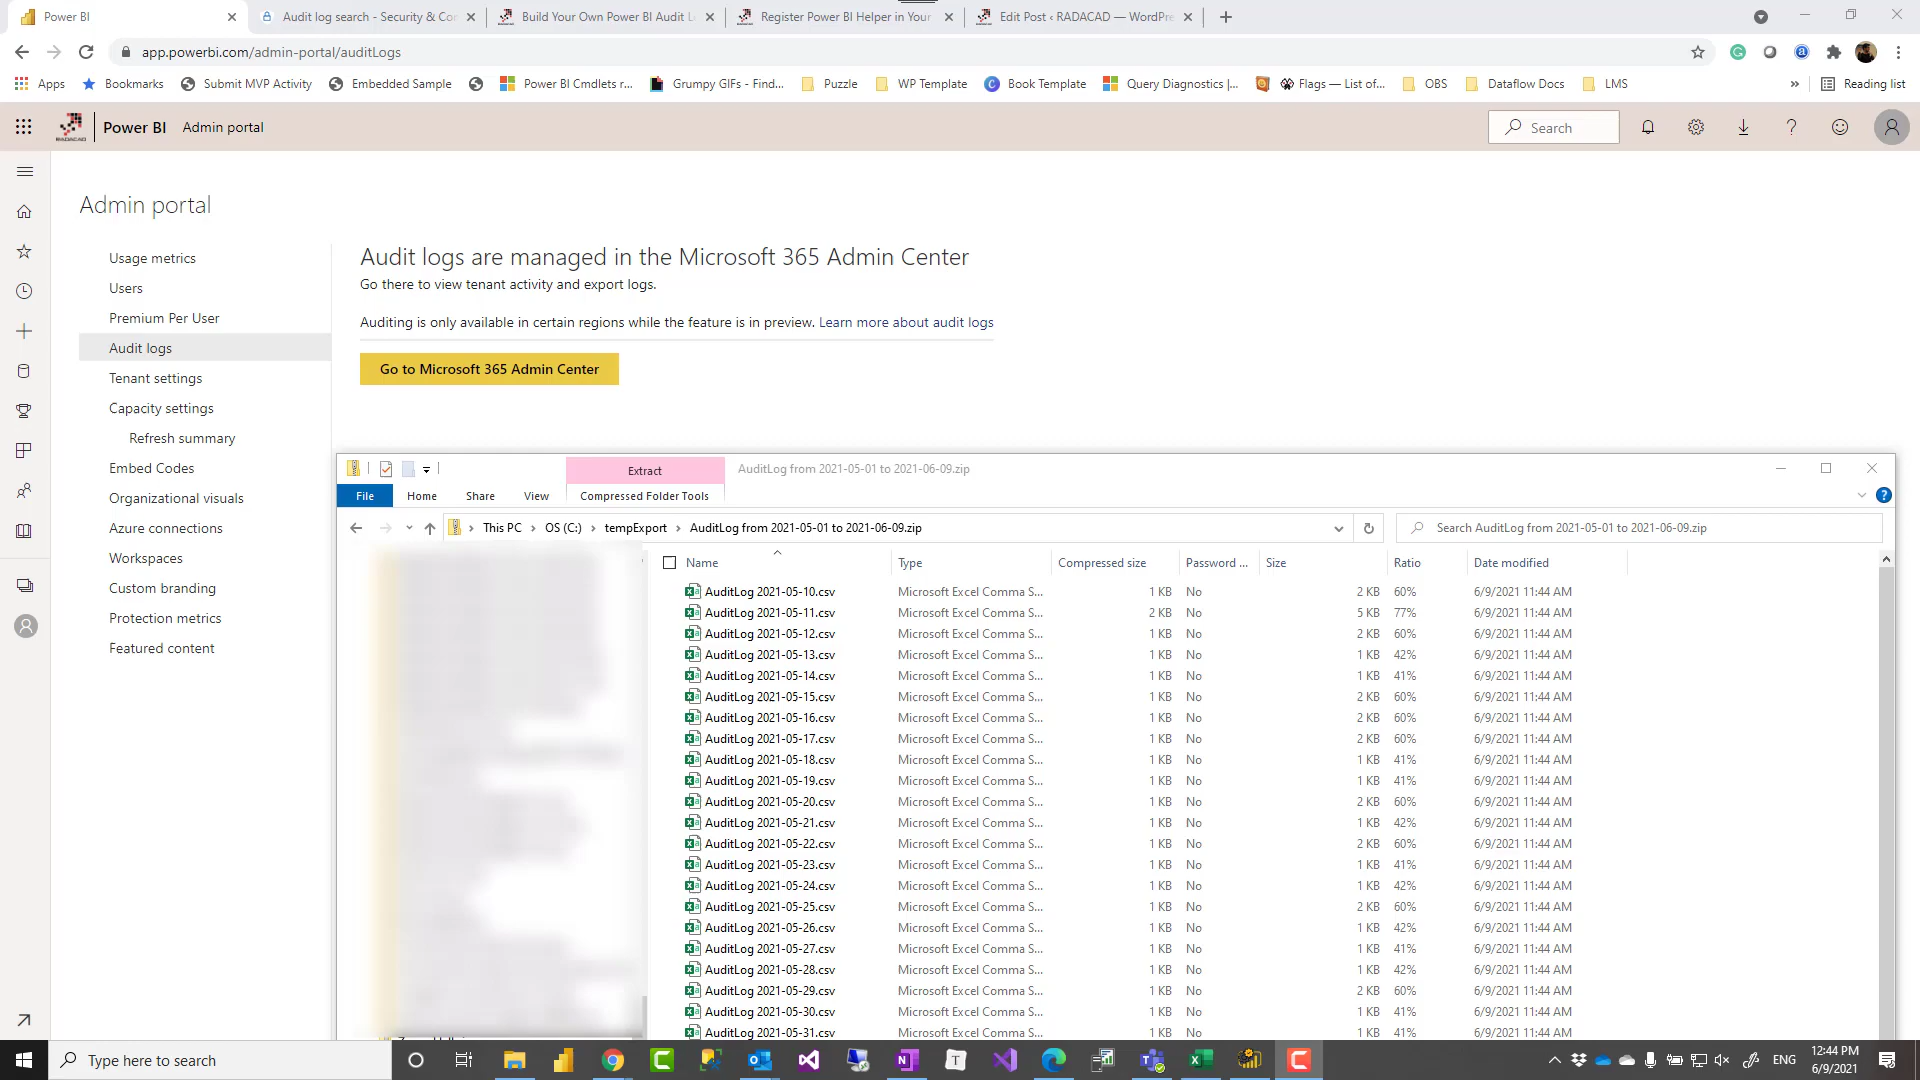 Power BI
Audit log search - Security & Cor
Build Your Own Power BI Audit L
Register Power BI Helper in Your
Edit Post ‹ RADACAD — WordPre
app.powerbi.com/admin-portal/auditLogs
Apps
Bookmarks
Submit MVP Activity
Embedded Sample
Power BI Cmdlets r...
Grumpy GIFs - Find...
Puzzle
WP Template
Book Template
Query Diagnostics |...
Flags — List of...
OBS
Dataflow Docs
LMS
»
Reading list
RADACAD
Power BI
Admin portal
Search
Admin portal
Usage metrics
Users
Premium Per User
Audit logs
Tenant settings
Capacity settings
Refresh summary
Embed Codes
Organizational visuals
Azure connections
Workspaces
Custom branding
Protection metrics
Featured content
Audit logs are managed in the Microsoft 365 Admin Center
Go there to view tenant activity and export logs.
Auditing is only available in certain regions while the feature is in preview. Learn more about audit logs
Go to Microsoft 365 Admin Center
Extract
AuditLog from 2021-05-01 to 2021-06-09.zip
File
Home
Share
View
Compressed Folder Tools
This PC › OS (C:) › tempExport › AuditLog from 2021-05-01 to 2021-06-09.zip
Search AuditLog from 2021-05-01 to 2021-06-09.zip
Name Type Compressed size Password ... Size Ratio Date modified
AuditLog 2021-05-10.csv Microsoft Excel Comma S... 1 KB No 2 KB 60% 6/9/2021 11:44 AM
AuditLog 2021-05-11.csv Microsoft Excel Comma S... 2 KB No 5 KB 77% 6/9/2021 11:44 AM
AuditLog 2021-05-12.csv Microsoft Excel Comma S... 1 KB No 2 KB 60% 6/9/2021 11:44 AM
AuditLog 2021-05-13.csv Microsoft Excel Comma S... 1 KB No 1 KB 42% 6/9/2021 11:44 AM
AuditLog 2021-05-14.csv Microsoft Excel Comma S... 1 KB No 1 KB 41% 6/9/2021 11:44 AM
AuditLog 2021-05-15.csv Microsoft Excel Comma S... 1 KB No 2 KB 60% 6/9/2021 11:44 AM
AuditLog 2021-05-16.csv Microsoft Excel Comma S... 1 KB No 2 KB 60% 6/9/2021 11:44 AM
AuditLog 2021-05-17.csv Microsoft Excel Comma S... 1 KB No 2 KB 60% 6/9/2021 11:44 AM
AuditLog 2021-05-18.csv Microsoft Excel Comma S... 1 KB No 1 KB 41% 6/9/2021 11:44 AM
AuditLog 2021-05-19.csv Microsoft Excel Comma S... 1 KB No 1 KB 41% 6/9/2021 11:44 AM
AuditLog 2021-05-20.csv Microsoft Excel Comma S... 1 KB No 2 KB 60% 6/9/2021 11:44 AM
AuditLog 2021-05-21.csv Microsoft Excel Comma S... 1 KB No 1 KB 42% 6/9/2021 11:44 AM
AuditLog 2021-05-22.csv Microsoft Excel Comma S... 1 KB No 2 KB 60% 6/9/2021 11:44 AM
AuditLog 2021-05-23.csv Microsoft Excel Comma S... 1 KB No 1 KB 41% 6/9/2021 11:44 AM
AuditLog 2021-05-24.csv Microsoft Excel Comma S... 1 KB No 1 KB 42% 6/9/2021 11:44 AM
AuditLog 2021-05-25.csv Microsoft Excel Comma S... 1 KB No 2 KB 60% 6/9/2021 11:44 AM
AuditLog 2021-05-26.csv Microsoft Excel Comma S... 1 KB No 1 KB 42% 6/9/2021 11:44 AM
AuditLog 2021-05-27.csv Microsoft Excel Comma S... 1 KB No 1 KB 41% 6/9/2021 11:44 AM
AuditLog 2021-05-28.csv Microsoft Excel Comma S... 1 KB No 1 KB 42% 6/9/2021 11:44 AM
AuditLog 2021-05-29.csv Microsoft Excel Comma S... 1 KB No 2 KB 60% 6/9/2021 11:44 AM
AuditLog 2021-05-30.csv Microsoft Excel Comma S... 1 KB No 1 KB 41% 6/9/2021 11:44 AM
AuditLog 2021-05-31.csv Microsoft Excel Comma S... 1 KB No 1 KB 41% 6/9/2021 11:44 AM
Type here to search
ENG
12:44 PM
6/9/2021